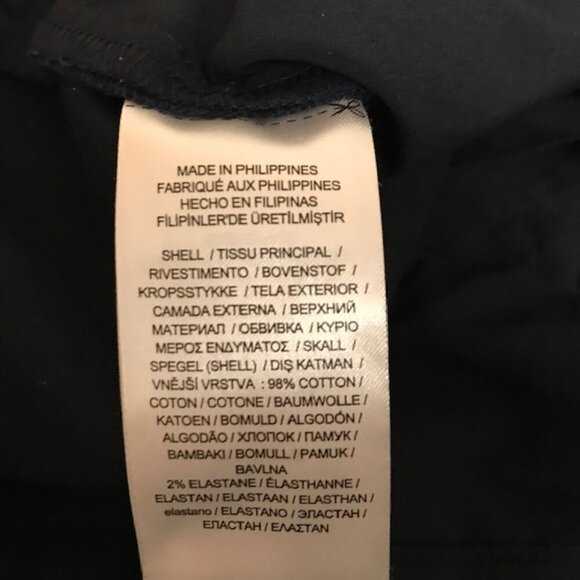 MADE IN PHILIPPINES
FABRIQUÉ AUX PHILIPPINES
HECHO EN FILIPINAS
FİLİPİNLER'DE ÜRETİLMİŞTİR
SHELL / TISSU PRINCIPAL /
RIVESTIMENTO / BOVENSTOF /
KROPSSTYKKE / TELA EXTERIOR /
CAMADA EXTERNA / ВЕРХНИЙ
МАТЕРИАЛ / ОБВИВКА / ΚΥΡΙΟ
ΜΕΡΟΣ ΕΝΔΥΜΑΤΟΣ / SKALL /
SPEGEL (SHELL) / DIŞ KATMAN /
VNĚJŠÍ VRSTVA : 98% COTTON /
COTON / COTONE / BAUMWOLLE /
KATOEN / BOMULD / ALGODÓN /
ALGODÃO / ХЛОПОК / ПАМУК /
ΒΑΜΒΑΚΙ / BOMULL / PAMUK /
BAVLNA
2% ELASTANE / ÉLASTHANNE /
ELASTAN / ELASTAAN / ELASTHAN /
elastano / ELASTANO / ЭЛАСТАН /
ЕЛАСТАН / ΕΛΑΣΤΑΝ